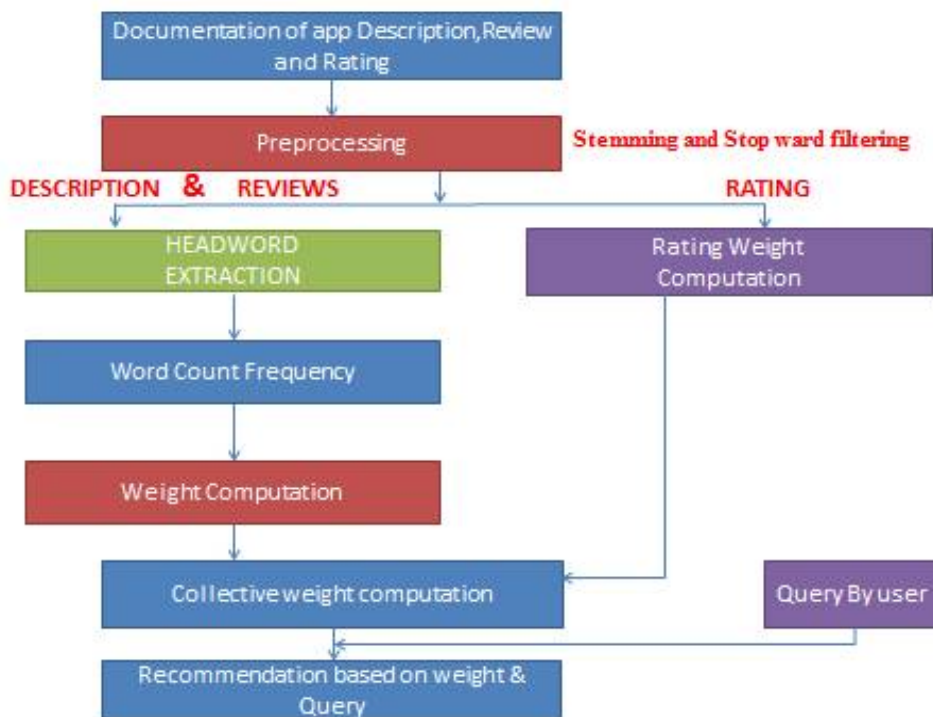 Documentation of app Description,Review
and Rating
Preprocessing
Stemming and Stop ward filtering
DESCRIPTION & REVIEWS
RATING
HEADWORD
EXTRACTION
Rating Weight
Computation
Word Count Frequency
Weight Computation
Collective weight computation
Query By user
Recommendation based on weight &
Query